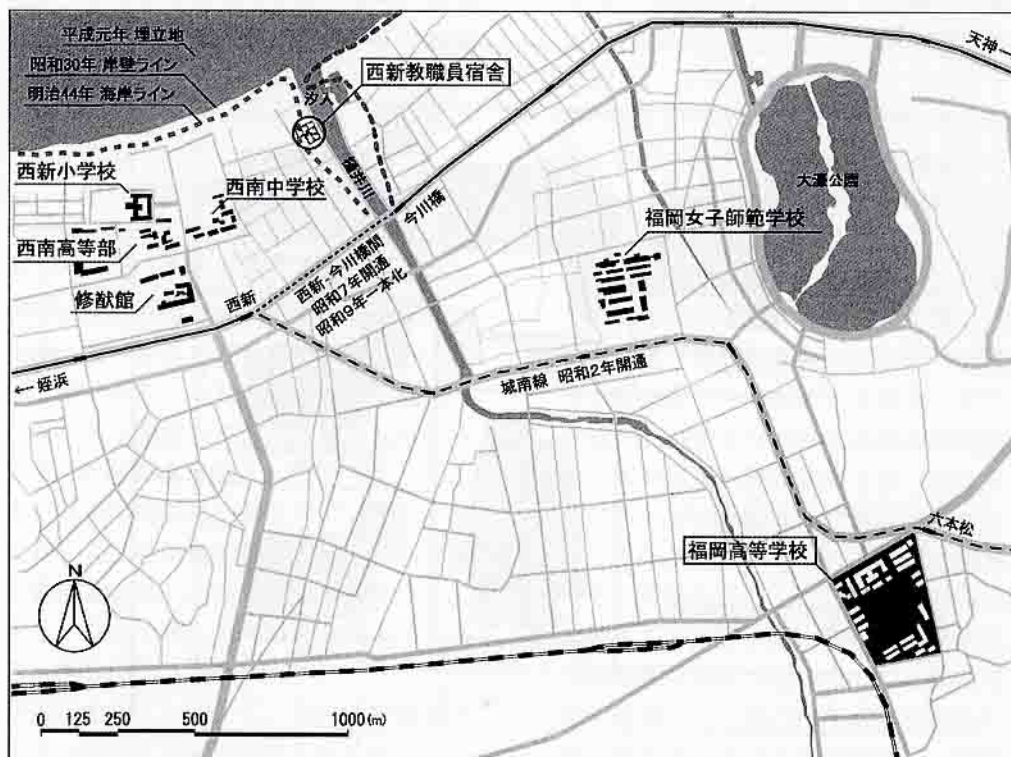 平成元年 埋立地
昭和30年 岸壁ライン
明治44年 海岸ライン
西新教職員宿舎
天神
汐入
樋井川
西新小学校
西南中学校
今川橋
大濠公園
福岡女子師範学校
西南高等部
修猷館
西新
西新-今川橋間
昭和7年開通
昭和9年一本化
←姪浜
城南線 昭和2年開通
六本松
福岡高等学校
N
0 125 250 500 1000(m)